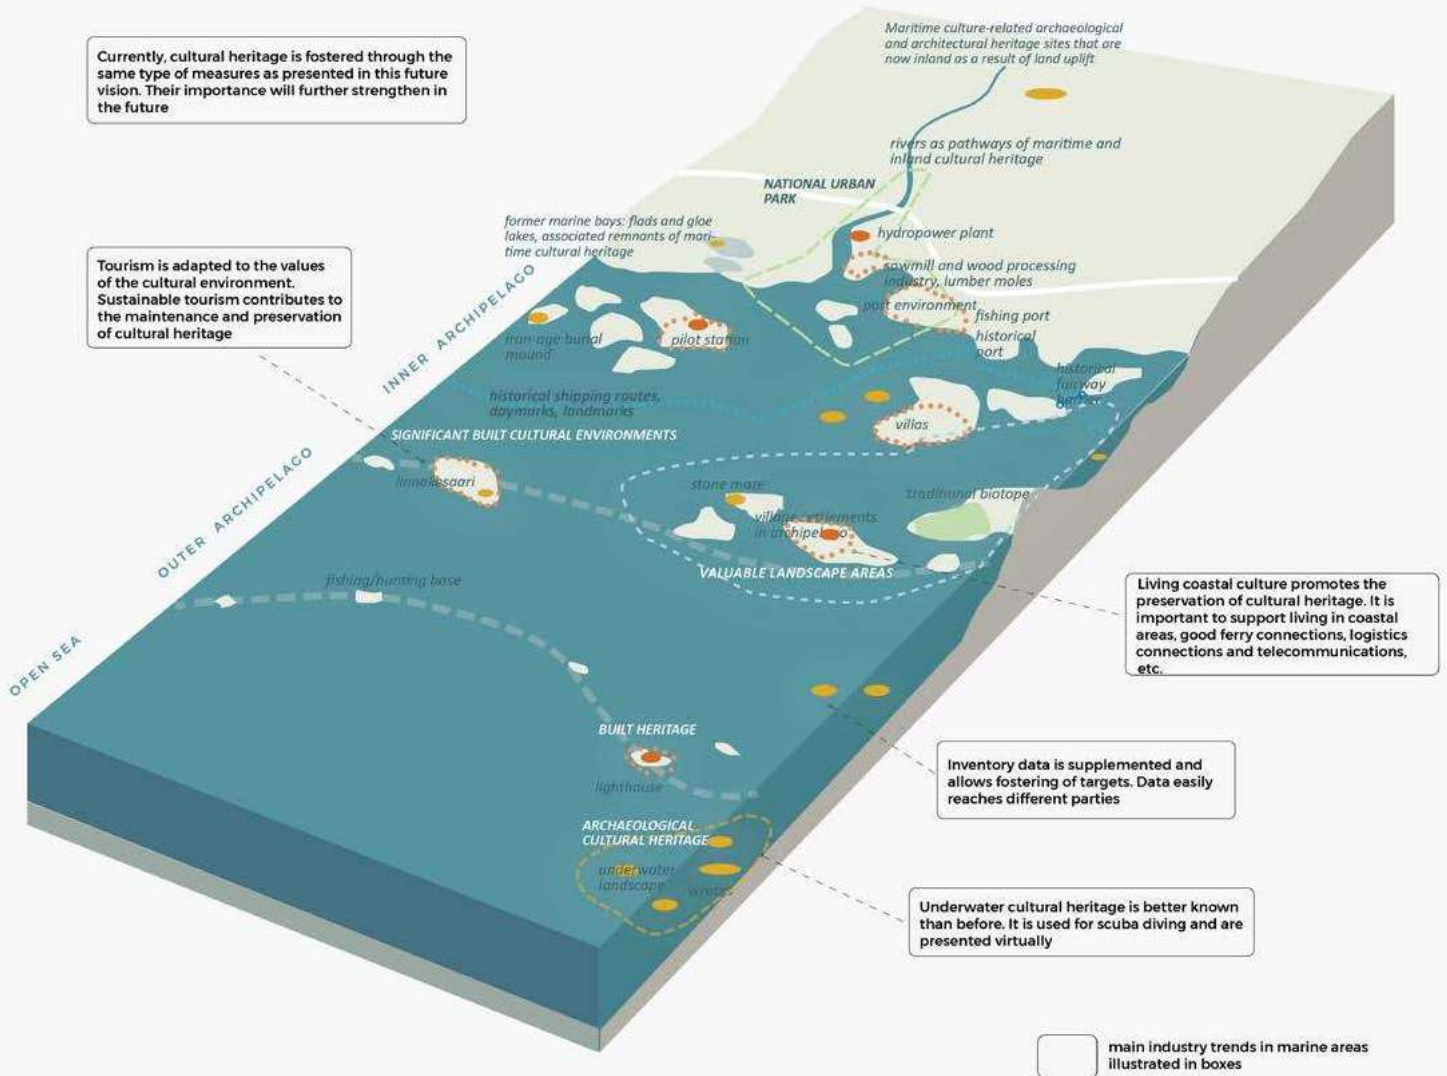 Maritime culture-related archaeological
and architectural heritage sites that are
now inland as a result of land uplift
Currently, cultural heritage is fostered through the
same type of measures as presented in this future
vision. Their importance will further strengthen in
the future
rivers as pathways of maritime and
inland cultural heritage
NATIONAL URBAN
PARK
former marine bays: flads and gloe
lakes, associated remnants of mari-
time cultural heritage
hydropower plant
sawmill and wood processing
industry, lumber moles
Tourism is adapted to the values
of the cultural environment.
Sustainable tourism contributes to
the maintenance and preservation
of cultural heritage
INNER ARCHIPELAGO
post environment
fishing port
iron-age burial
mound
pilot station
historical
port
historical
fairway
barrier
historical shipping routes,
daymarks, landmarks
villas
SIGNIFICANT BUILT CULTURAL ENVIRONMENTS
OUTER ARCHIPELAGO
linnakesaari
stone maze
traditional biotope
village settlements
in archipelago
VALUABLE LANDSCAPE AREAS
fishing/hunting base
Living coastal culture promotes the
preservation of cultural heritage. It is
important to support living in coastal
areas, good ferry connections, logistics
connections and telecommunications,
etc.
OPEN SEA
BUILT HERITAGE
lighthouse
Inventory data is supplemented and
allows fostering of targets. Data easily
reaches different parties
ARCHAEOLOGICAL
CULTURAL HERITAGE
underwater
landscape
Underwater cultural heritage is better known
than before. It is used for scuba diving and are
presented virtually
main industry trends in marine areas
illustrated in boxes